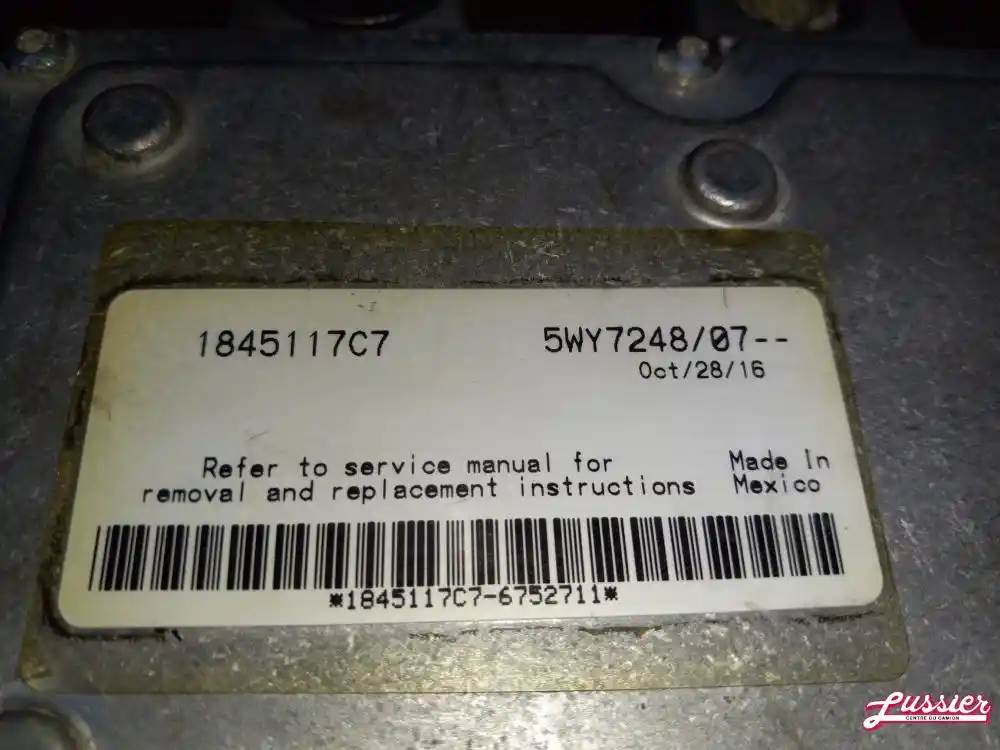 1845117C7
5WY7248/07--
Oct/28/16
Refer to service manual for
removal and replacement instructions
Made In
Mexico
*1845117C7-6752711*
Lussier
CENTRE DU CAMION